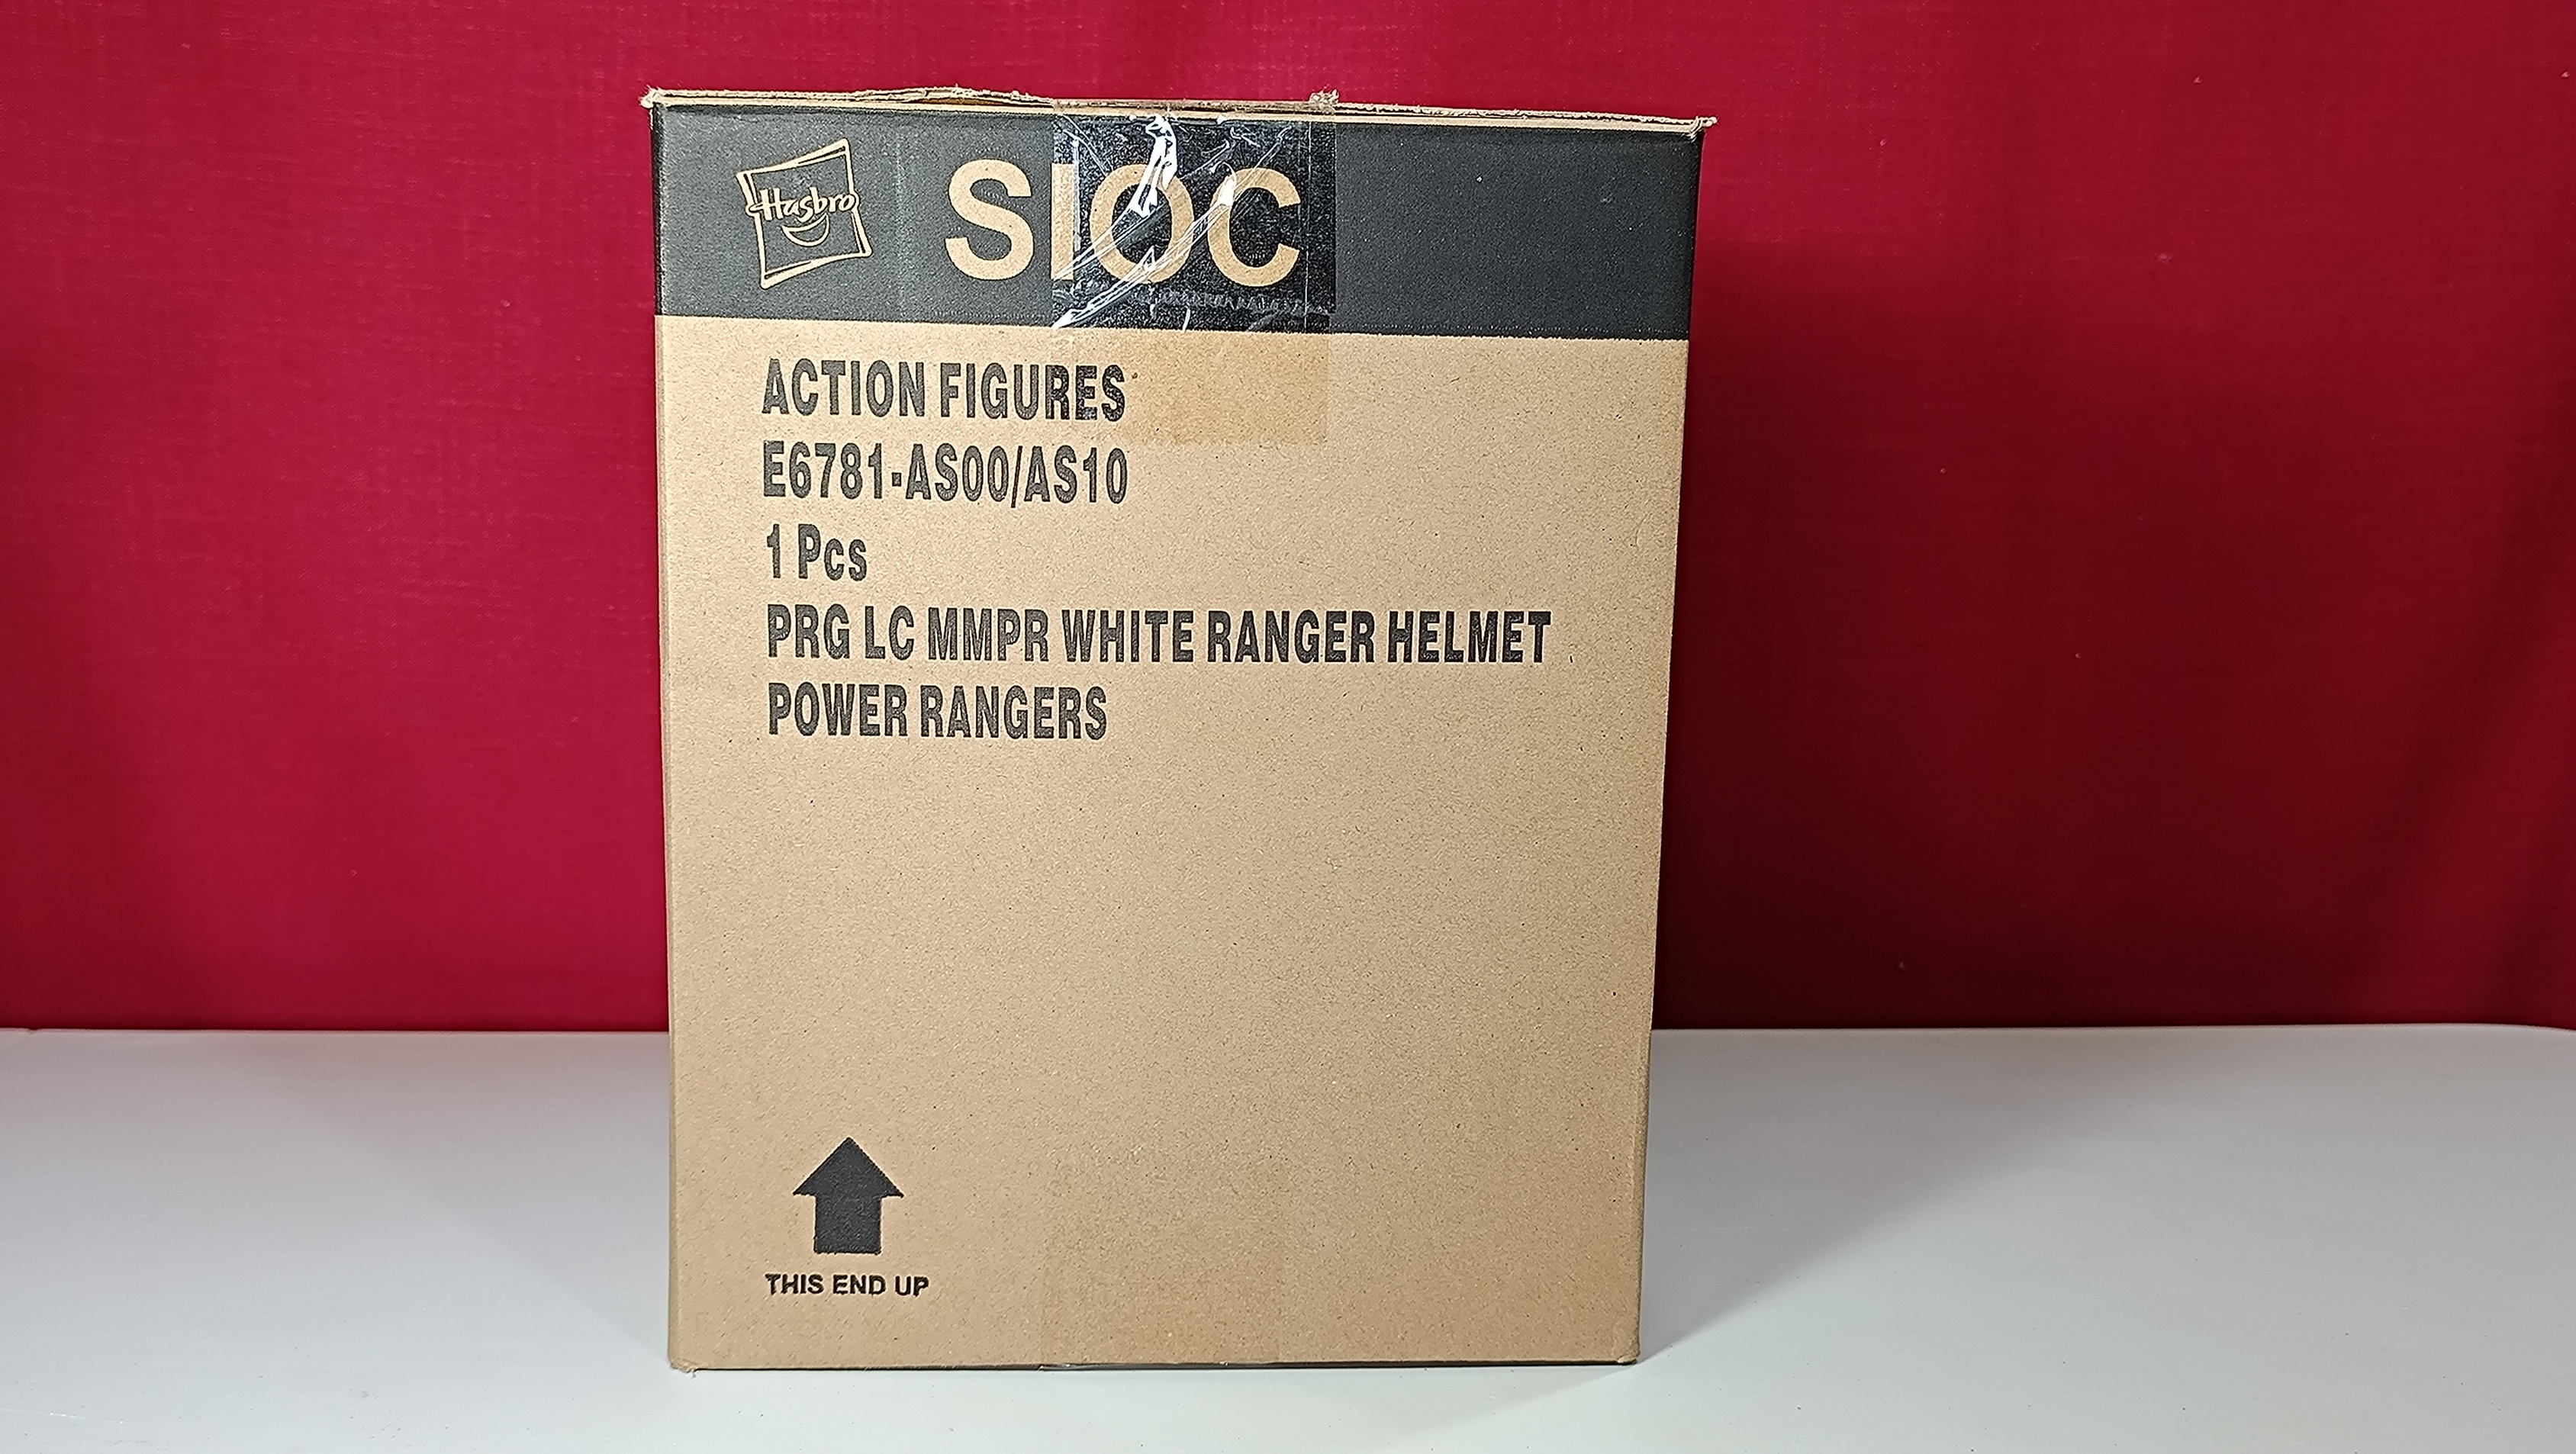 Hasbro
SIOC
ACTION FIGURES
E6781-AS00/AS10
1 Pcs
PRG LC MMPR WHITE RANGER HELMET
POWER RANGERS
THIS END UP